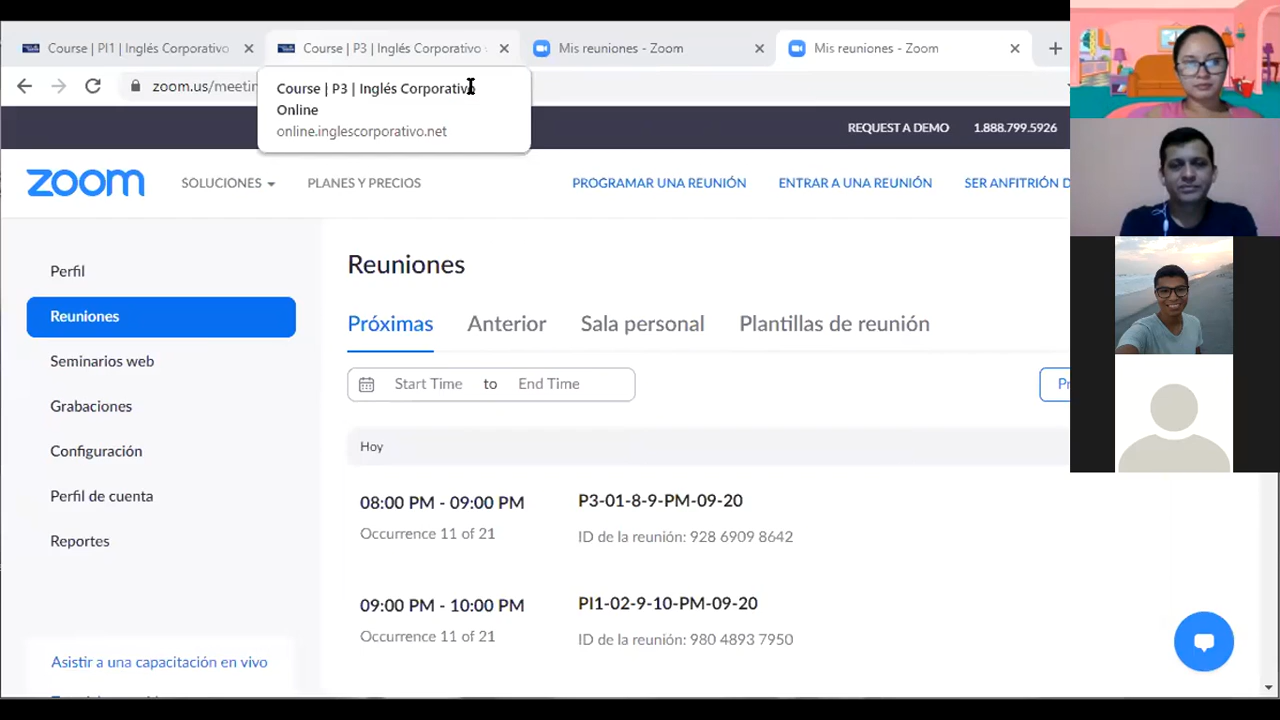 Course | PI1 | Inglés Corporativo
Course | P3 | Inglés Corporativo
Mis reuniones - Zoom
Mis reuniones - Zoom
zoom.us/meetin
Course | P3 | Inglés Corporativo
Online
online.inglescorporativo.net
REQUEST A DEMO
1.888.799.5926
zoom
SOLUCIONES
PLANES Y PRECIOS
PROGRAMAR UNA REUNIÓN
ENTRAR A UNA REUNIÓN
SER ANFITRIÓN D
Perfil
Reuniones
Seminarios web
Grabaciones
Configuración
Perfil de cuenta
Reportes
Asistir a una capacitación en vivo
Reuniones
Próximas
Anterior
Sala personal
Plantillas de reunión
Start Time to End Time
Pr
Hoy
08:00 PM - 09:00 PM
P3-01-8-9-PM-09-20
Occurrence 11 of 21
ID de la reunión: 928 6909 8642
09:00 PM - 10:00 PM
PI1-02-9-10-PM-09-20
Occurrence 11 of 21
ID de la reunión: 980 4893 7950